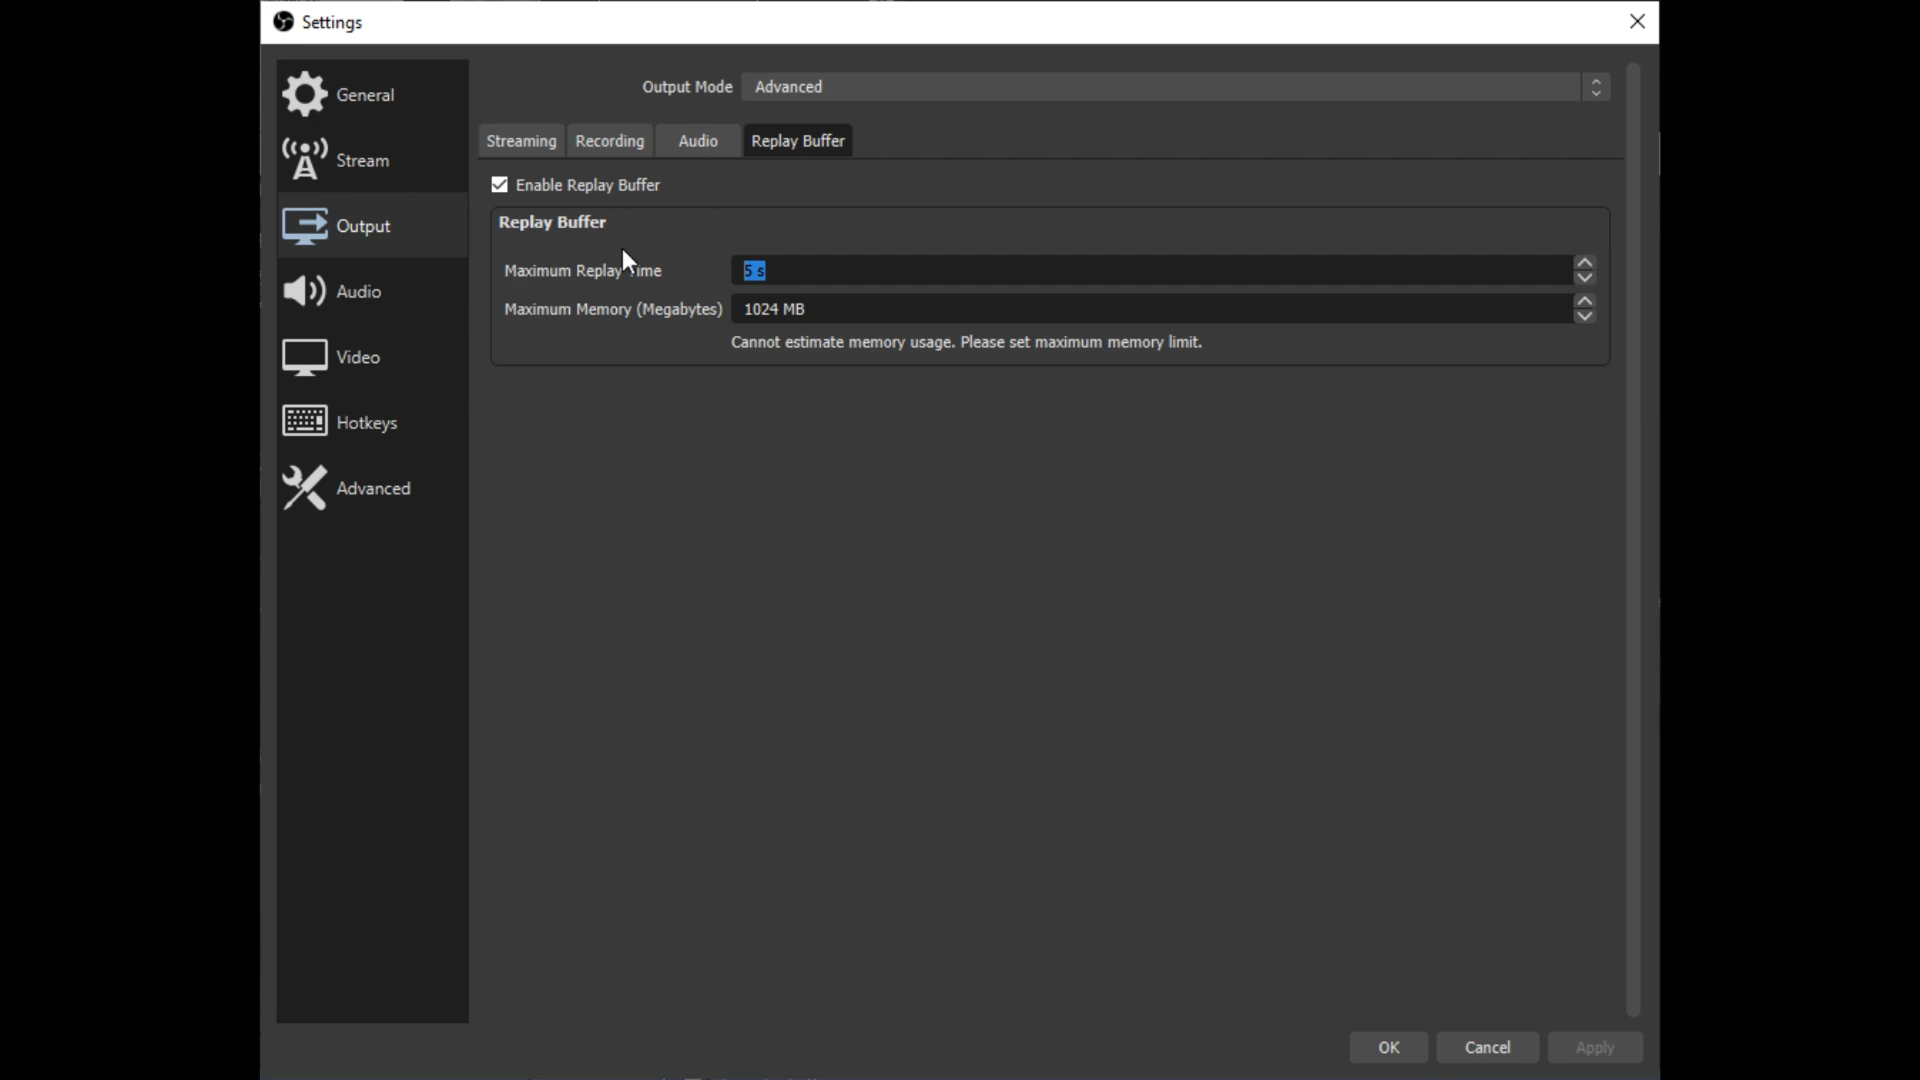 Settings
General
Stream
Output
Audio
Video
Hotkeys
Advanced
Output Mode Advanced
Streaming Recording Audio Replay Buffer
Enable Replay Buffer
Replay Buffer
Maximum Replay Time 5 s
Maximum Memory (Megabytes) 1024 MB
Cannot estimate memory usage. Please set maximum memory limit.
OK Cancel Apply